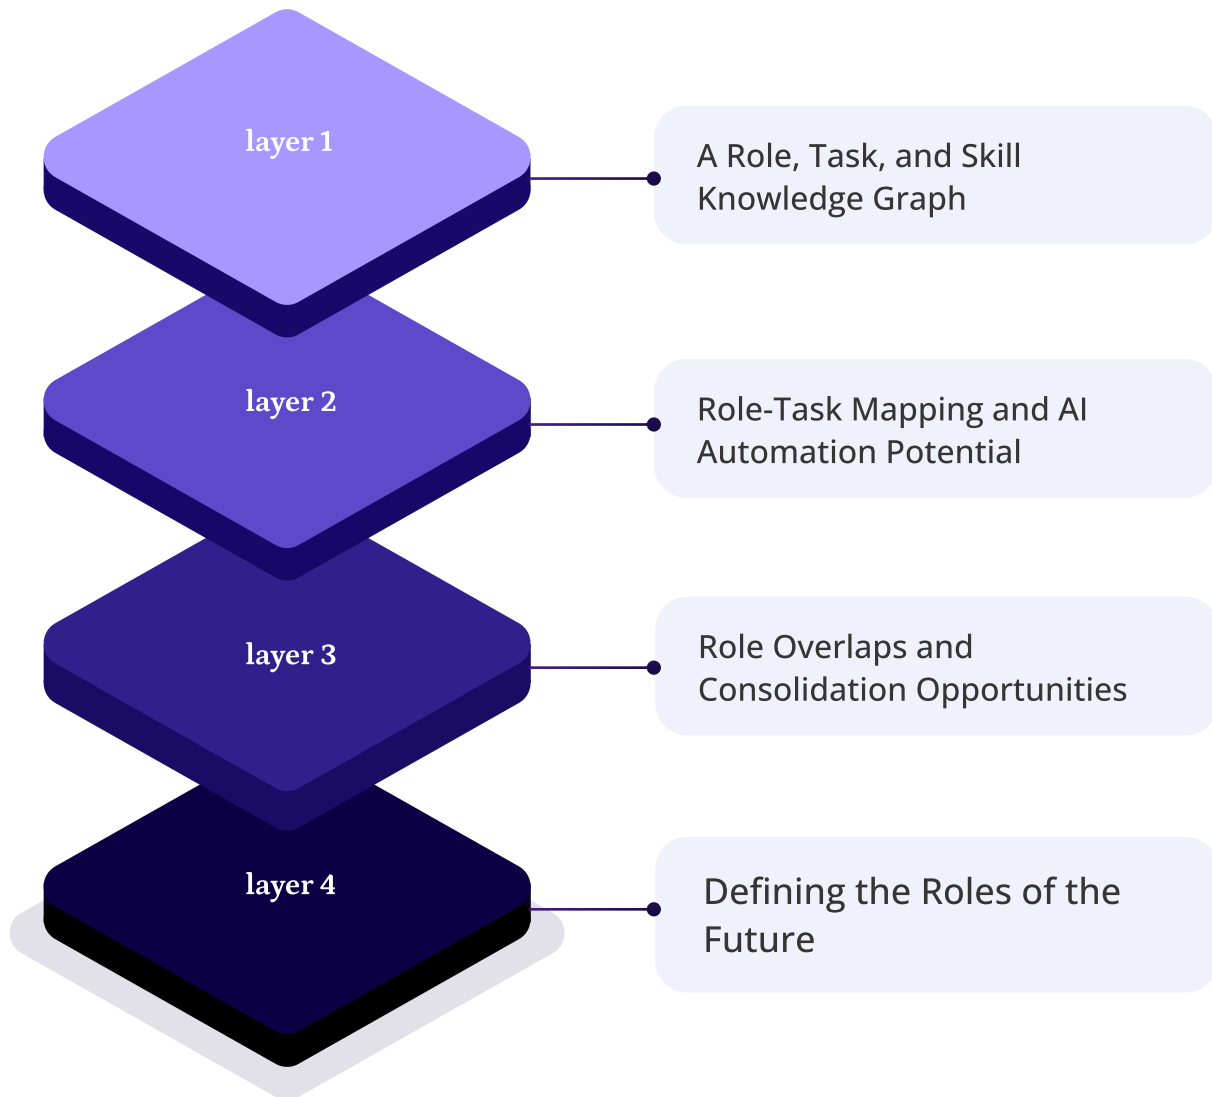 layer 1
A Role, Task, and Skill
Knowledge Graph
layer 2
Role-Task Mapping and AI
Automation Potential
layer 3
Role Overlaps and
Consolidation Opportunities
layer 4
Defining the Roles of the
Future